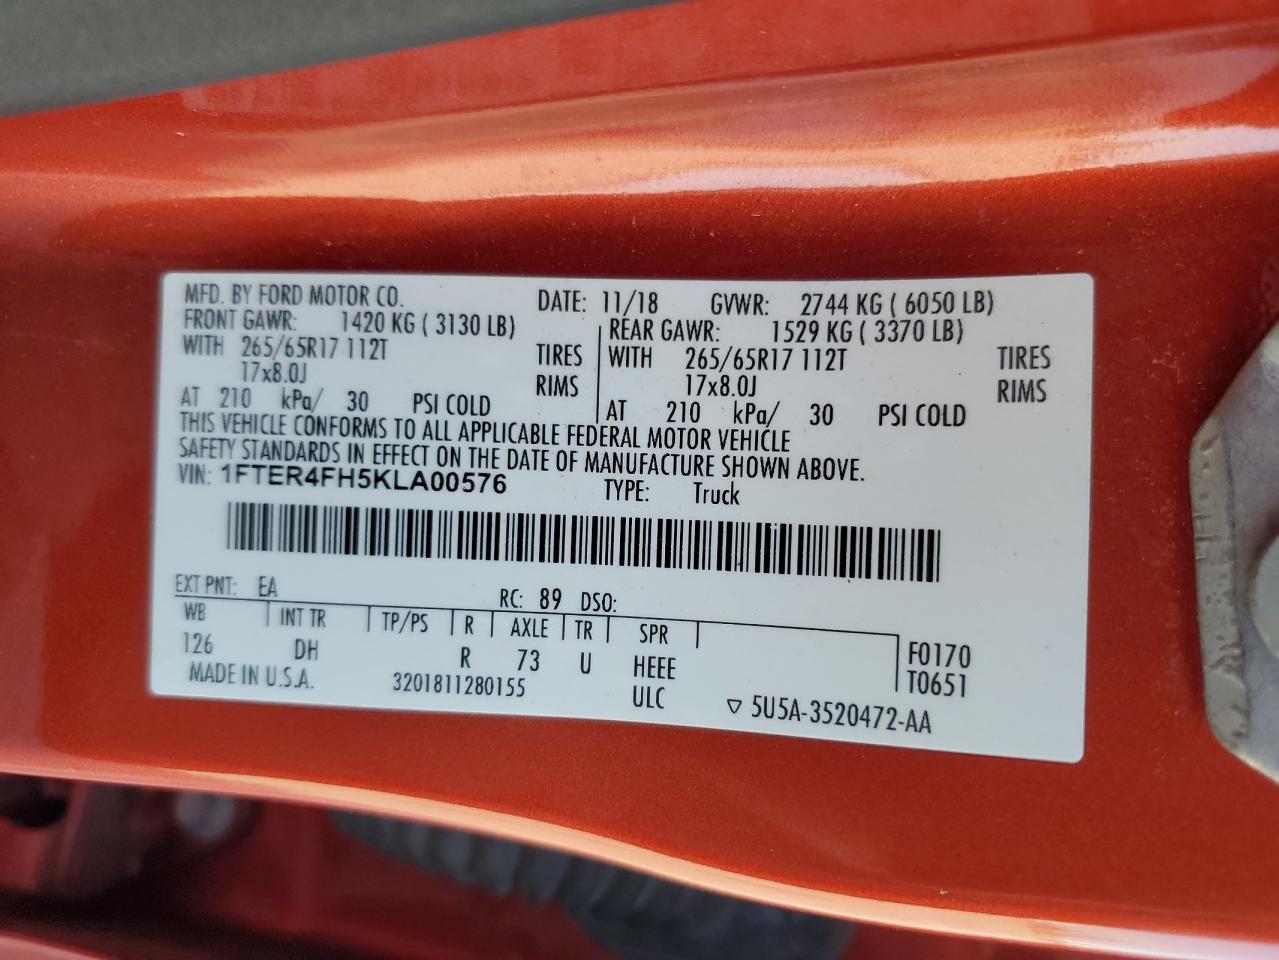 MFD. BY FORD MOTOR CO. DATE: 11/18 GVWR: 2744 KG ( 6050 LB)
FRONT GAWR: 1420 KG ( 3130 LB) REAR GAWR: 1529 KG ( 3370 LB)
WITH 265/65R17 112T TIRES WITH 265/65R17 112T TIRES
17x8.0J RIMS 17x8.0J RIMS
AT 210 kPa/ 30 PSI COLD AT 210 kPa/ 30 PSI COLD
THIS VEHICLE CONFORMS TO ALL APPLICABLE FEDERAL MOTOR VEHICLE
SAFETY STANDARDS IN EFFECT ON THE DATE OF MANUFACTURE SHOWN ABOVE.
VIN: 1FTER4FH5KLA00576 TYPE: Truck
EXT PNT: EA RC: 89 DSO:
WB INT TR TP/PS R AXLE TR SPR
126 DH R 73 U HEEE F0170
MADE IN U.S.A. 3201811280155 ULC T0651
▽ 5U5A-3520472-AA